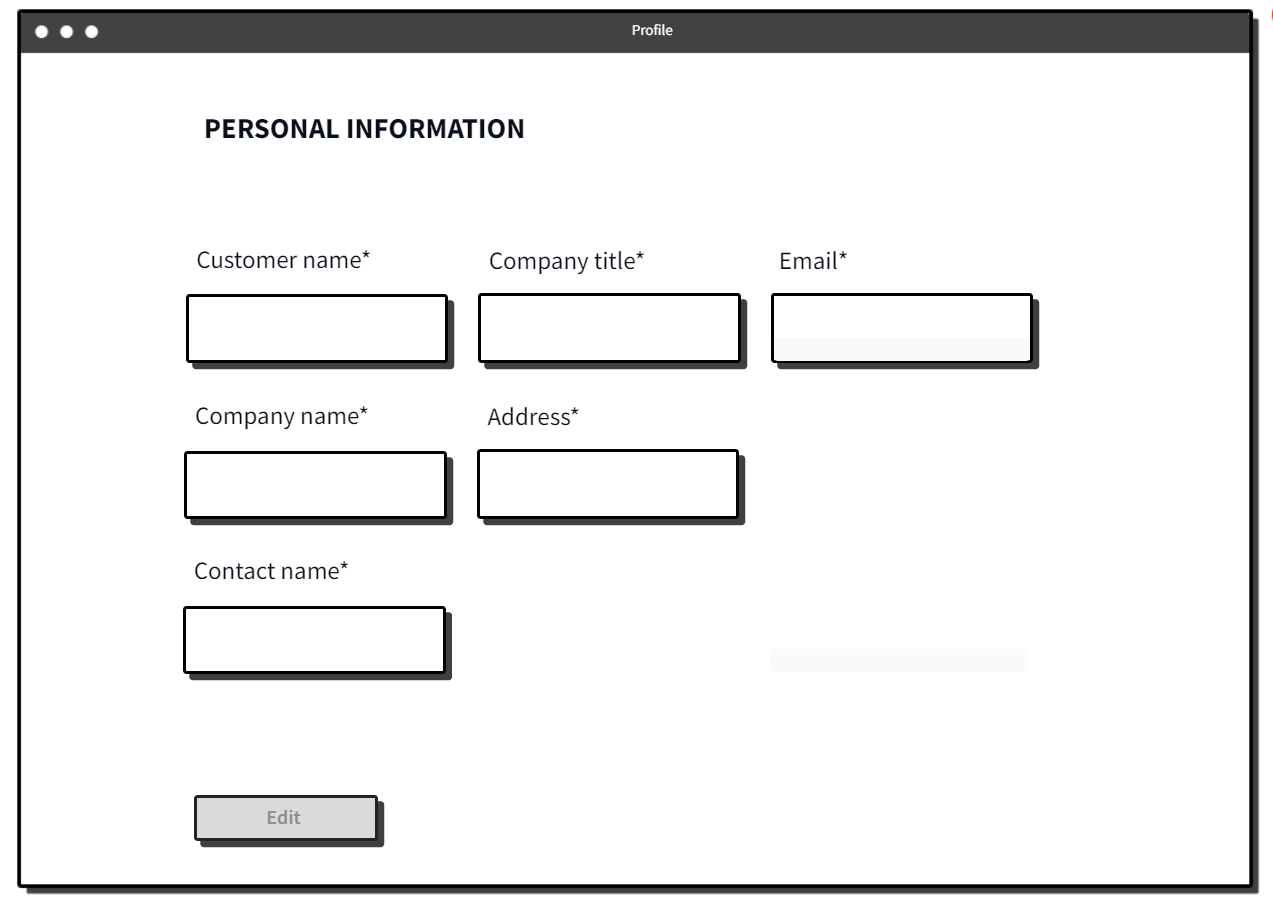 Profile
PERSONAL INFORMATION
Customer name*
Company title*
Email*
Company name*
Address*
Contact name*
Edit